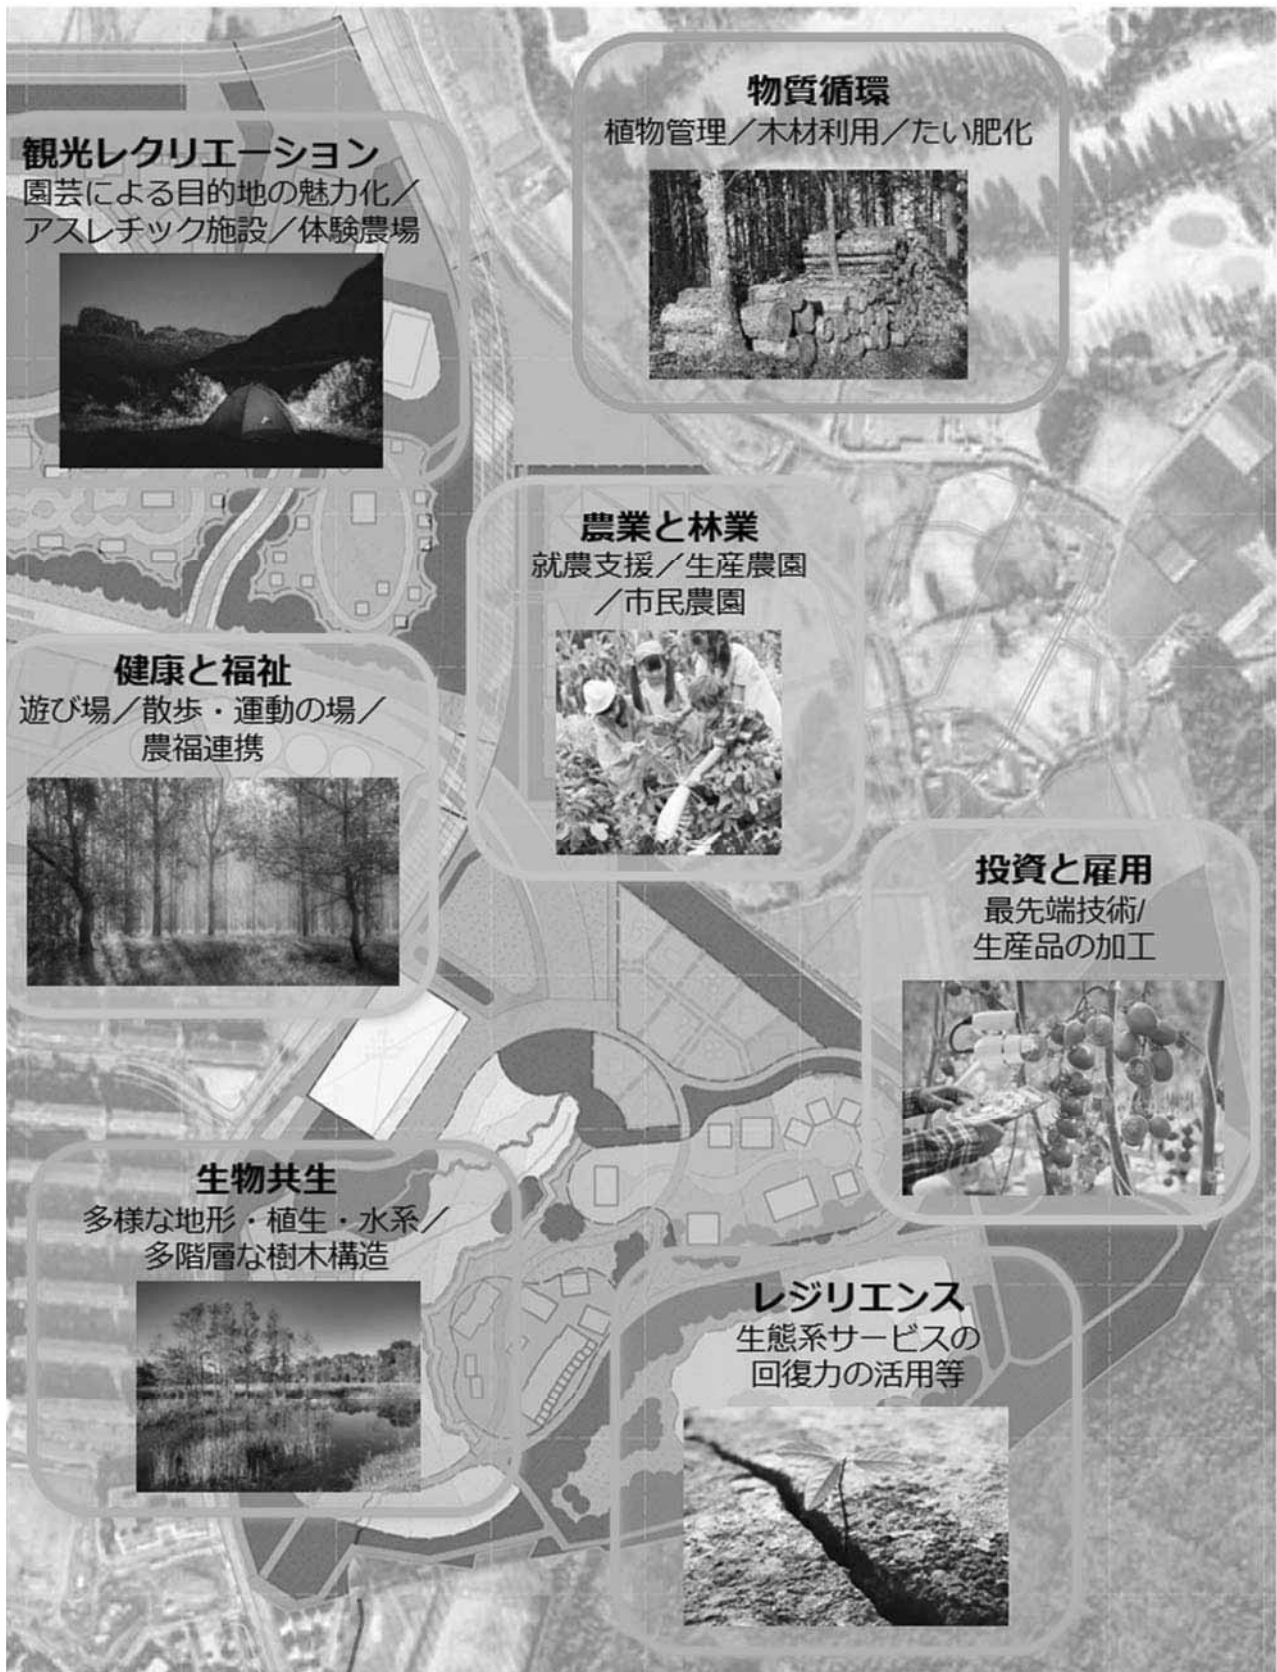 物質循環
植物管理／木材利用／たい肥化
観光レクリエーション
園芸による目的地の魅力化／
アスレチック施設／体験農場
農業と林業
就農支援／生産農園
／市民農園
健康と福祉
遊び場／散歩・運動の場／
農福連携
投資と雇用
最先端技術/
生産品の加工
生物共生
多様な地形・植生・水系／
多階層な樹木構造
レジリエンス
生態系サービスの
回復力の活用等